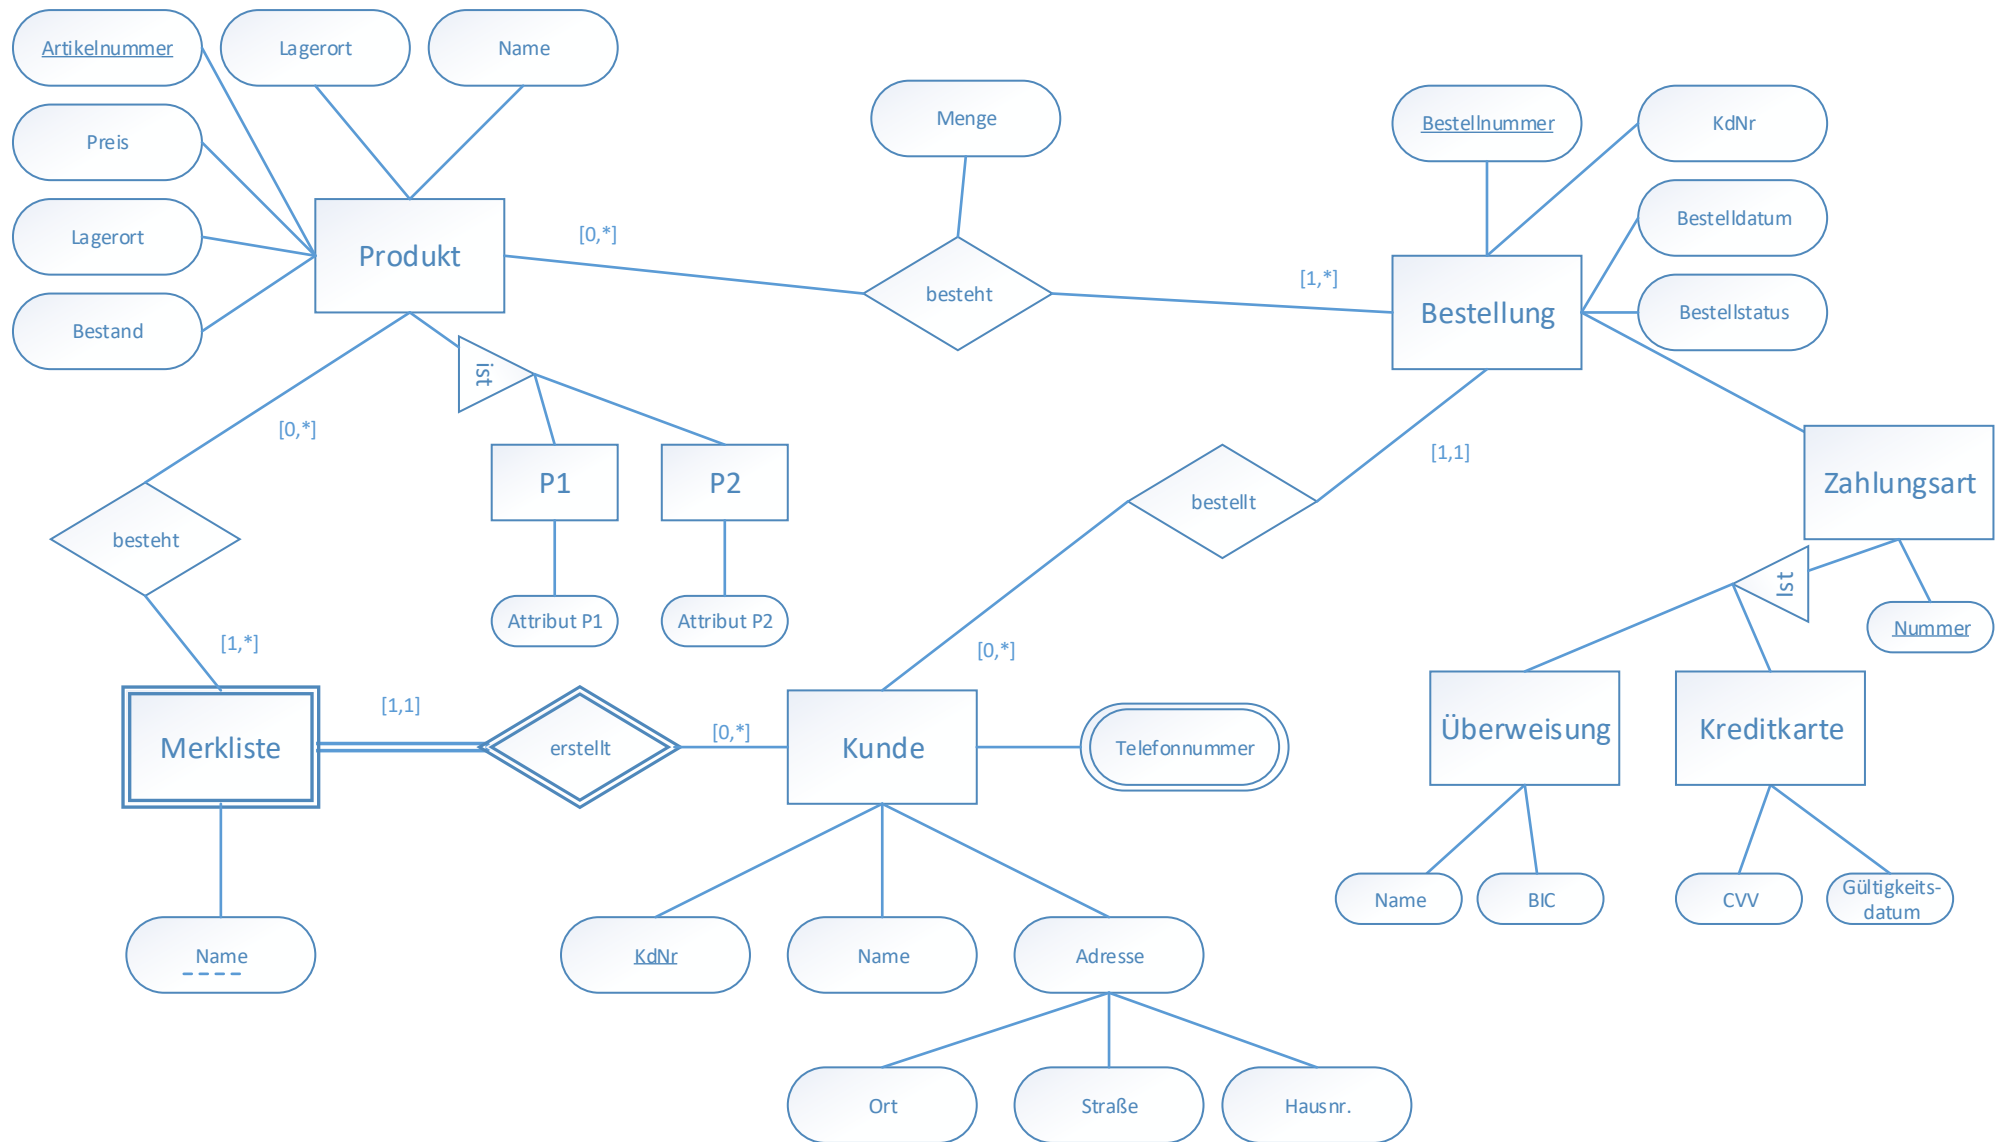 Artikelnummer
Lagerort
Name
Preis
Lagerort
Bestand
Produkt
[0,*]
Menge
besteht
[1,*]
Bestellnummer
KdNr
Bestelldatum
Bestellstatus
Bestellung
ist
[0,*]
P1
P2
Attribut P1
Attribut P2
besteht
[1,*]
bestellt
[1,1]
[0,*]
Zahlungsart
Ist
Nummer
Merkliste
[1,1]
erstellt
[0,*]
Kunde
Telefonnummer
Überweisung
Kreditkarte
Name
BIC
CVV
Gültigkeits-
datum
Name
KdNr
Name
Adresse
Ort
Straße
Hausnr.